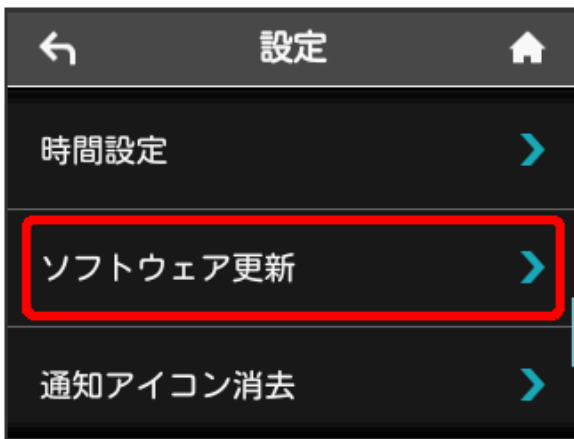 設定
時間設定
ソフトウェア更新
通知アイコン消去